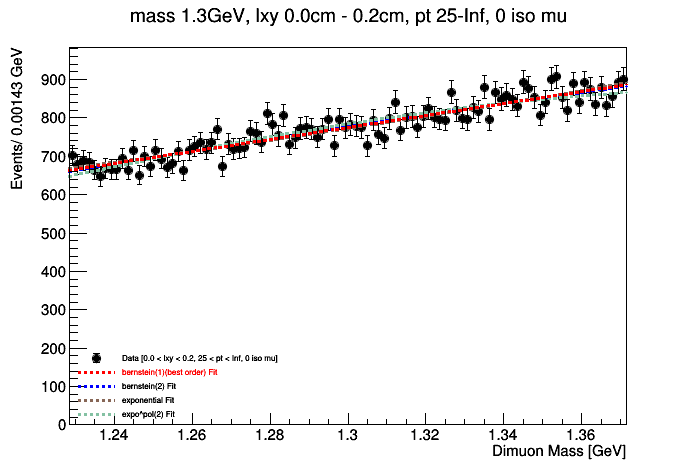 mass 1.3GeV, lxy 0.0cm - 0.2cm, pt 25-Inf, 0 iso mu
Events/ 0.00143 GeV
900
800
700
600
500
400
300
200
100
0
Data [0.0 < lxy < 0.2, 25 < pt < Inf, 0 iso mu]
bernstein(1)(best order) Fit
bernstein(2) Fit
exponential Fit
expo^pol(2) Fit
1.24 1.26 1.28 1.3 1.32 1.34 1.36
Dimuon Mass [GeV]